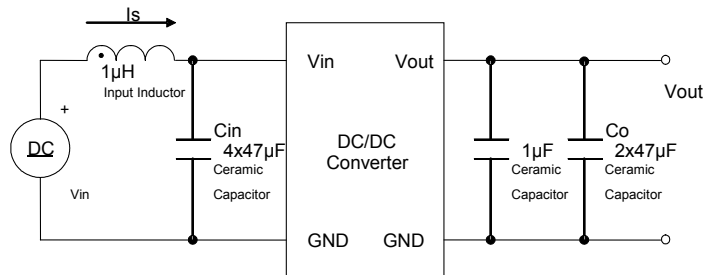 Is
1µH
Input Inductor
+
DC
Vin
Cin
4x47µF
Ceramic
Capacitor
Vin
Vout
DC/DC
Converter
GND
GND
1µF
Ceramic
Capacitor
Co
2x47µF
Ceramic
Capacitor
Vout